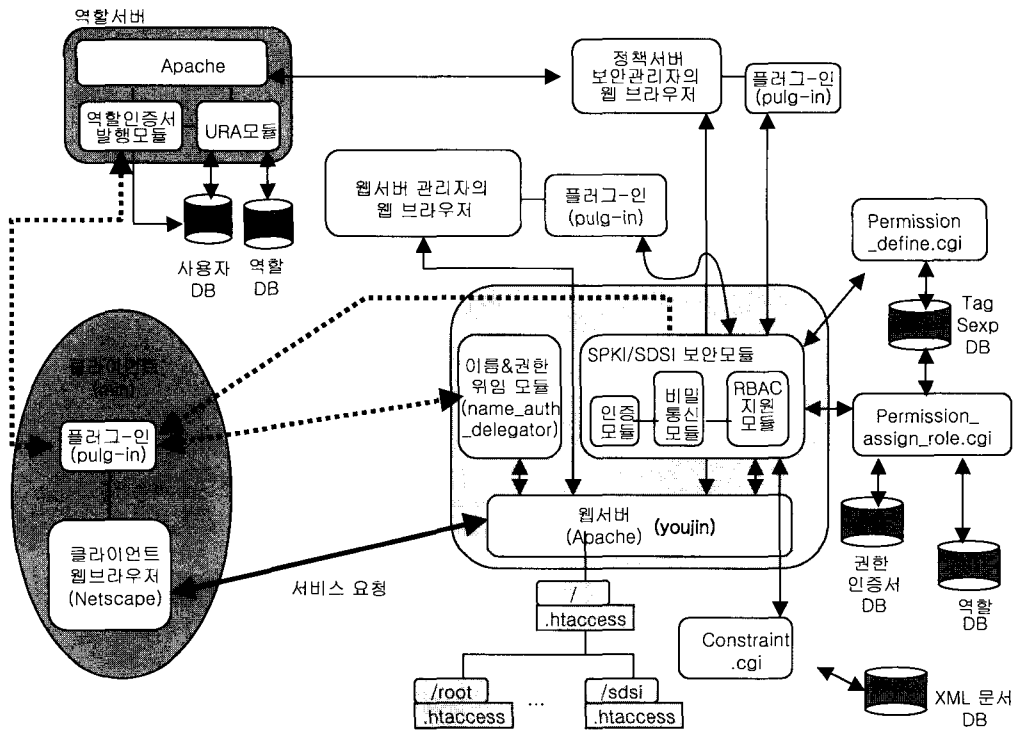 역할서버
Apache
역할인증서
발행모듈
URA모듈
사용자
DB
역할
DB
정책서버
보안관리자의
웹 브라우저
플러그-인
(pulg-in)
웹서버 관리자의
웹 브라우저
플러그-인
(pulg-in)
Permission
_define.cgi
Tag
Sexp
DB
클라이언트
플러그-인
(pulg-in)
클라이언트
웹브라우저
(Netscape)
이름&권한
위임 모듈
(name_auth
_delegator)
SPKI/SDSI 보안모듈
인증
모듈
비밀
통신
모듈
RBAC
지원
모듈
Permission_
assign_role.cgi
웹서버
(Apache)
(youjin)
서비스 요청
권한
인증서
DB
역할
DB
/
.htaccess
Constraint
.cgi
/root
.htaccess
...
/sdsi
.htaccess
XML 문서
DB